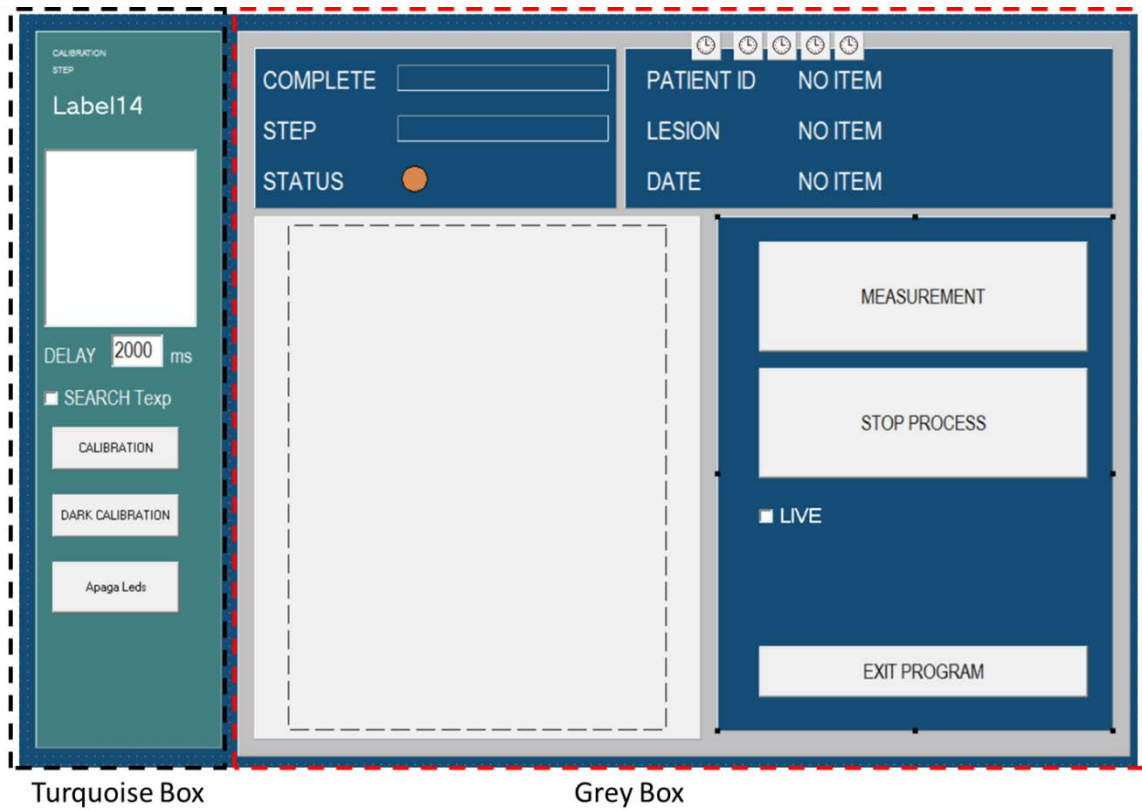 CALIBRATION
STEP
Label14
DELAY 2000 ms
SEARCH Texp
CALIBRATION
DARK CALIBRATION
Apaga Leds
COMPLETE
STEP
STATUS
PATIENT ID NO ITEM
LESION NO ITEM
DATE NO ITEM
MEASUREMENT
STOP PROCESS
LIVE
EXIT PROGRAM
Turquoise Box
Grey Box